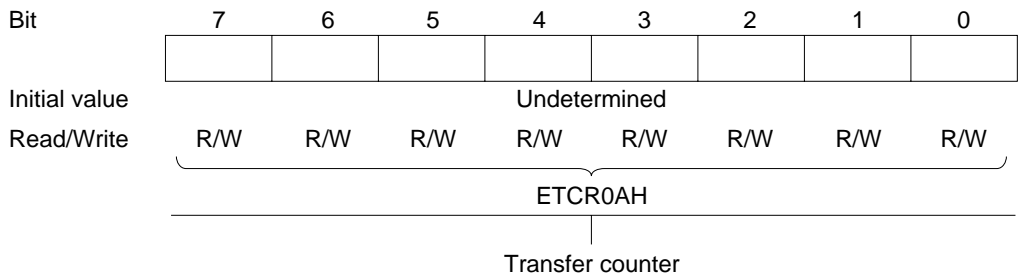 Bit 7 6 5 4 3 2 1 0
Initial value Undetermined
Read/Write R/W R/W R/W R/W R/W R/W R/W R/W
ETCR0AH
Transfer counter